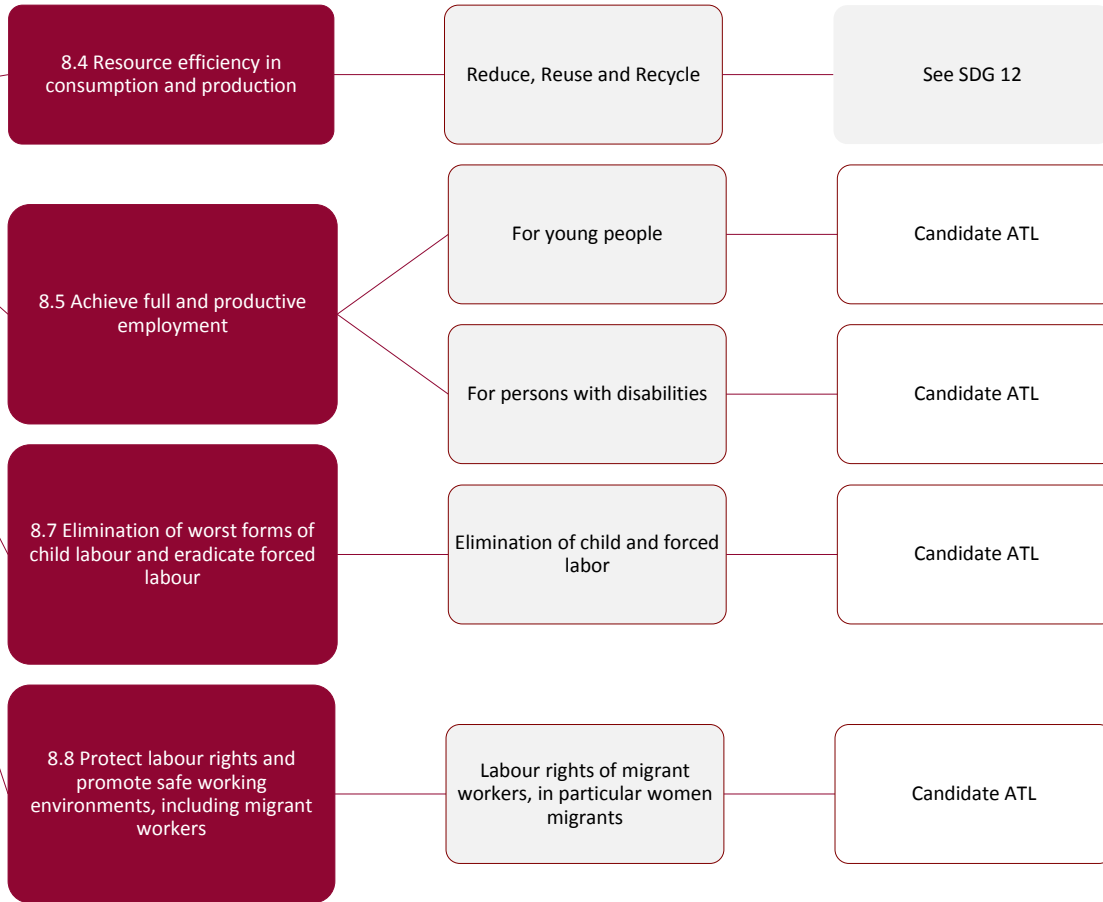 8.4 Resource efficiency in
consumption and production
Reduce, Reuse and Recycle
See SDG 12
8.5 Achieve full and productive
employment
For young people
Candidate ATL
For persons with disabilities
Candidate ATL
8.7 Elimination of worst forms of
child labour and eradicate forced
labour
Elimination of child and forced
labor
Candidate ATL
8.8 Protect labour rights and
promote safe working
environments, including migrant
workers
Labour rights of migrant
workers, in particular women
migrants
Candidate ATL